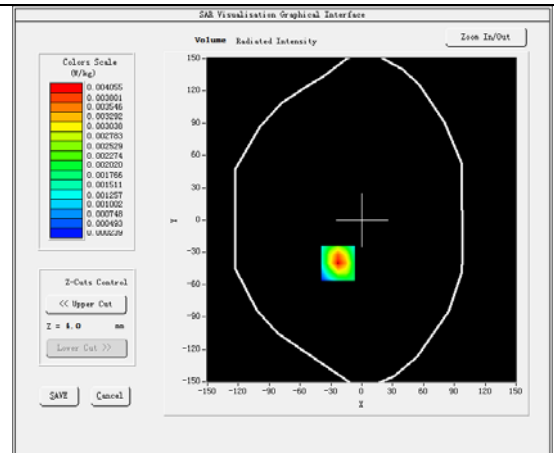 SAR Visualisation Graphical Interface
Volume Radiated Intensity
Zoom In/Out
Colors Scale
(W/kg)
0.004055
0.003801
0.003546
0.003292
0.003038
0.002783
0.002529
0.002274
0.002020
0.001766
0.001511
0.001257
0.001002
0.000748
0.000493
0.000239
Z-Cuts Control
<< Upper Cut
Z = 4.0 mm
Lower Cut >>
SAVE
Cancel
150
120
90
60
30
0
-30
-60
-90
-120
-150
Y
-150 -120 -90 -60 -30 0 30 60 90 120 150
X